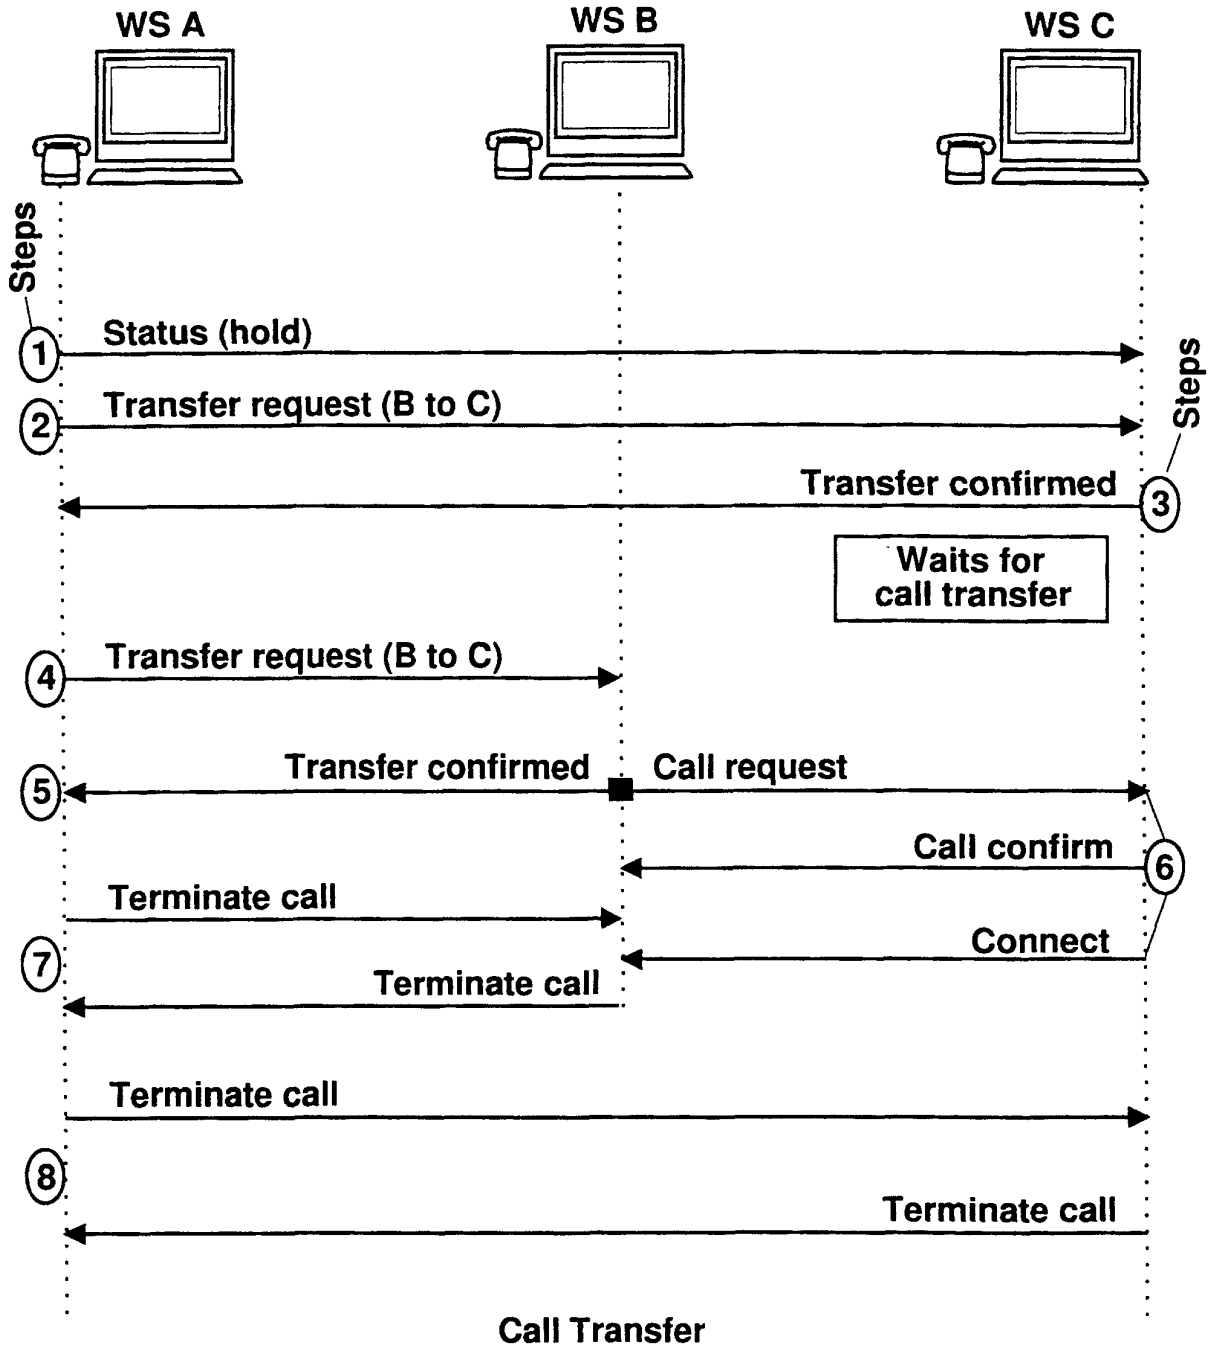 WS A
WS B
WS C
Steps
1
Status (hold)
Steps
2
Transfer request (B to C)
Transfer confirmed
3
Waits for
call transfer
4
Transfer request (B to C)
5
Transfer confirmed
Call request
Call confirm
6
Terminate call
Connect
7
Terminate call
Terminate call
8
Terminate call
Call Transfer